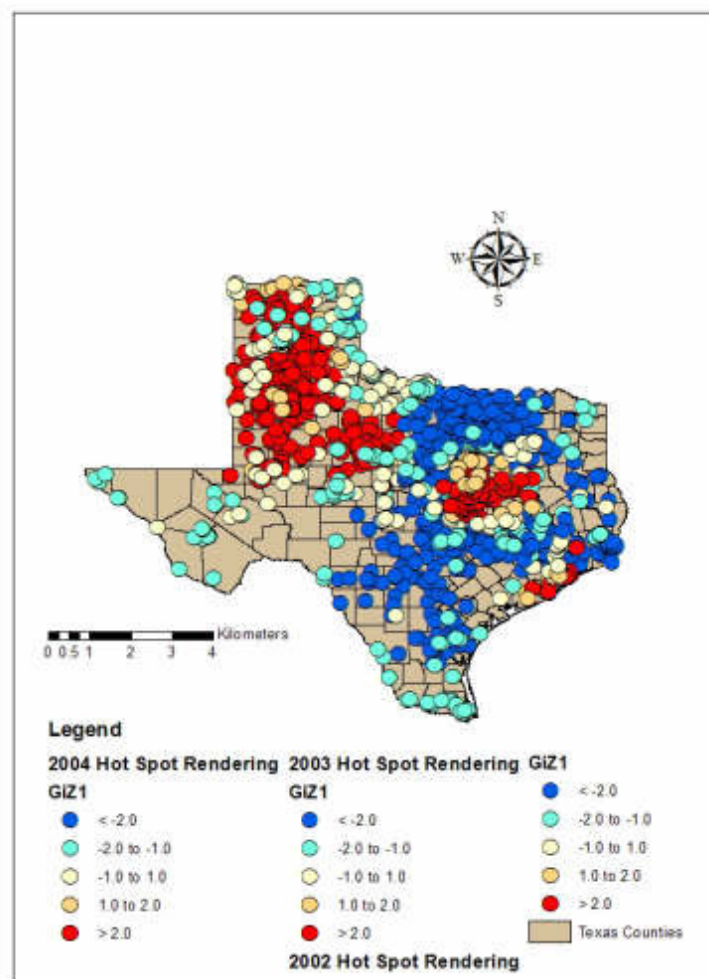 N
W E
S
Kilometers
0 0.5 1 2 3 4
Legend
2004 Hot Spot Rendering
GiZ1
< -2.0
-2.0 to -1.0
-1.0 to 1.0
1.0 to 2.0
> 2.0
2003 Hot Spot Rendering
GiZ1
< -2.0
-2.0 to -1.0
-1.0 to 1.0
1.0 to 2.0
> 2.0
2002 Hot Spot Rendering
GiZ1
< -2.0
-2.0 to -1.0
-1.0 to 1.0
1.0 to 2.0
> 2.0
Texas Counties